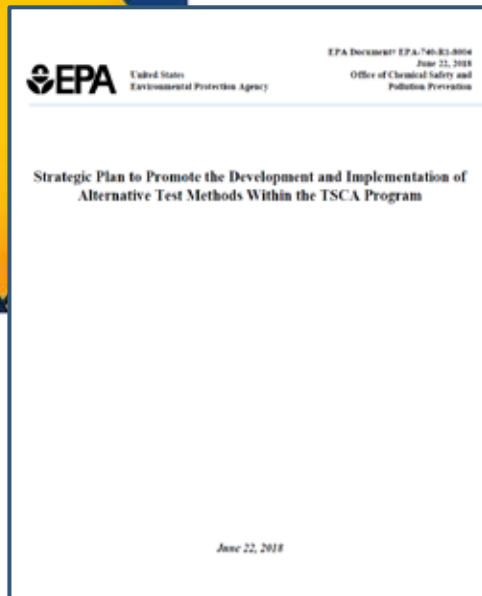 EPA Document# EPA-740-R1-8004
June 22, 2018
Office of Chemical Safety and
Pollution Prevention
EPA
United States
Environmental Protection Agency
Strategic Plan to Promote the Development and Implementation of
Alternative Test Methods Within the TSCA Program
June 22, 2018